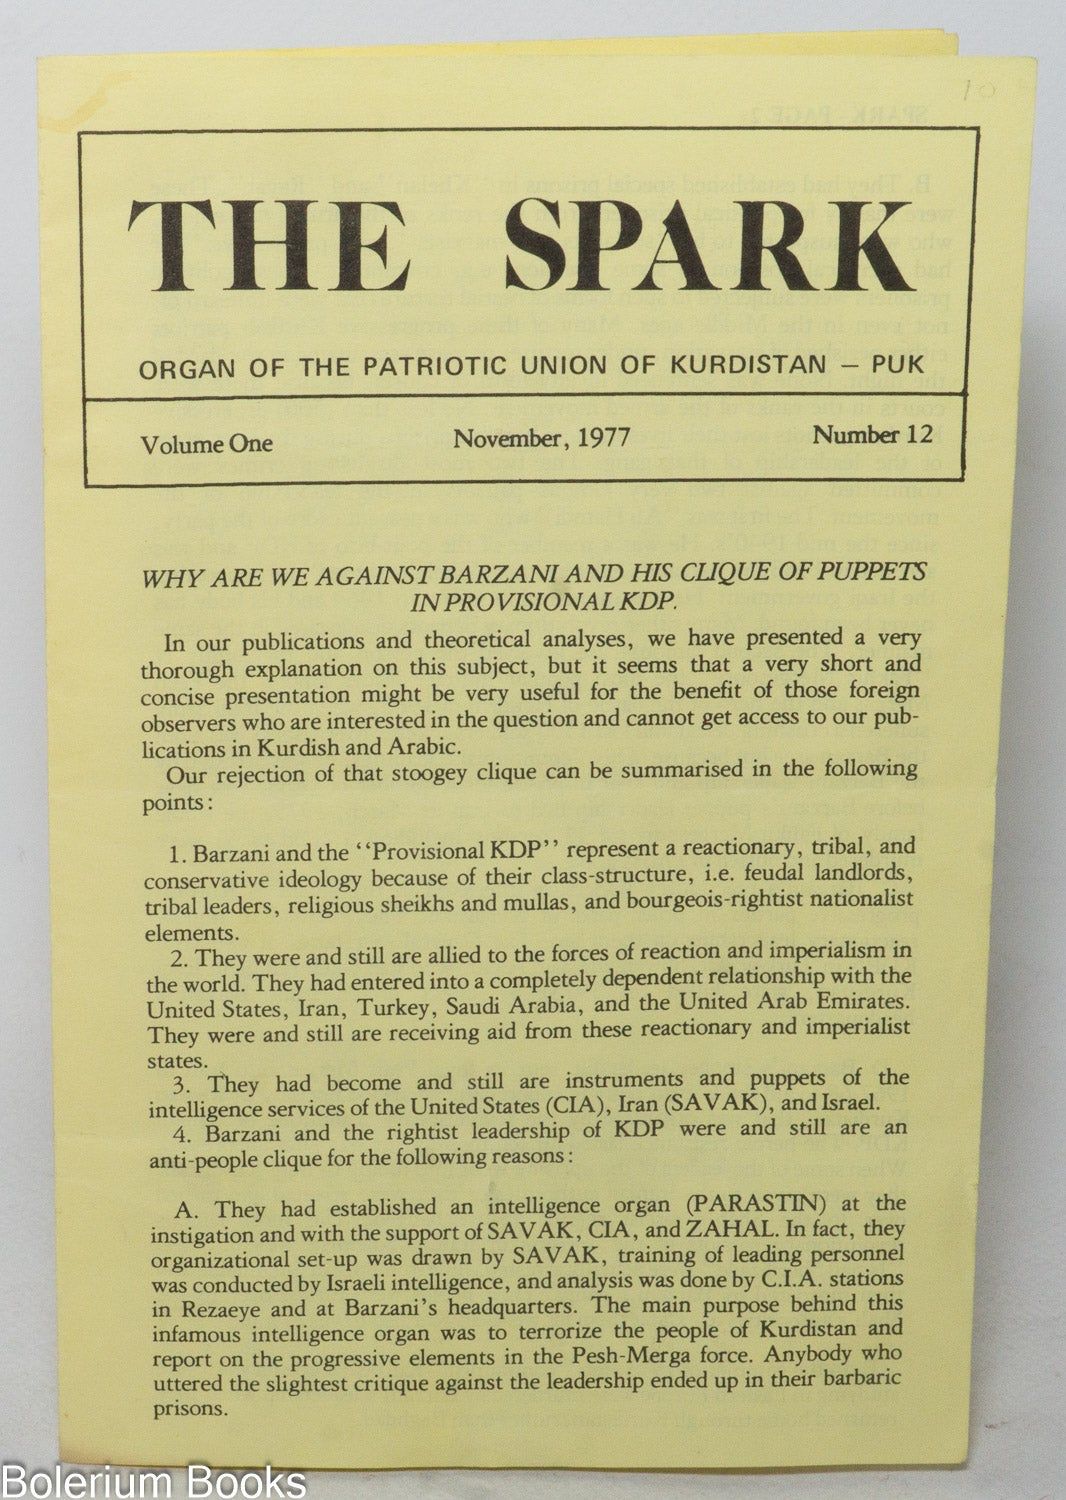 10
THE SPARK
ORGAN OF THE PATRIOTIC UNION OF KURDISTAN – PUK
Volume One November, 1977 Number 12
WHY ARE WE AGAINST BARZANI AND HIS CLIQUE OF PUPPETS
IN PROVISIONAL KDP.
In our publications and theoretical analyses, we have presented a very
thorough explanation on this subject, but it seems that a very short and
concise presentation might be very useful for the benefit of those foreign
observers who are interested in the question and cannot get access to our pub-
lications in Kurdish and Arabic.
Our rejection of that stoogey clique can be summarised in the following
points:
1. Barzani and the ‘‘Provisional KDP’’ represent a reactionary, tribal, and
conservative ideology because of their class-structure, i.e. feudal landlords,
tribal leaders, religious sheikhs and mullas, and bourgeois-rightist nationalist
elements.
2. They were and still are allied to the forces of reaction and imperialism in
the world. They had entered into a completely dependent relationship with the
United States, Iran, Turkey, Saudi Arabia, and the United Arab Emirates.
They were and still are receiving aid from these reactionary and imperialist
states.
3. They had become and still are instruments and puppets of the
intelligence services of the United States (CIA), Iran (SAVAK), and Israel.
4. Barzani and the rightist leadership of KDP were and still are an
anti-people clique for the following reasons:
A. They had established an intelligence organ (PARASTIN) at the
instigation and with the support of SAVAK, CIA, and ZAHAL. In fact, they
organizational set-up was drawn by SAVAK, training of leading personnel
was conducted by Israeli intelligence, and analysis was done by C.I.A. stations
in Rezaeye and at Barzani's headquarters. The main purpose behind this
infamous intelligence organ was to terrorize the people of Kurdistan and
report on the progressive elements in the Pesh-Merga force. Anybody who
uttered the slightest critique against the leadership ended up in their barbaric
prisons.
Bolerium Books